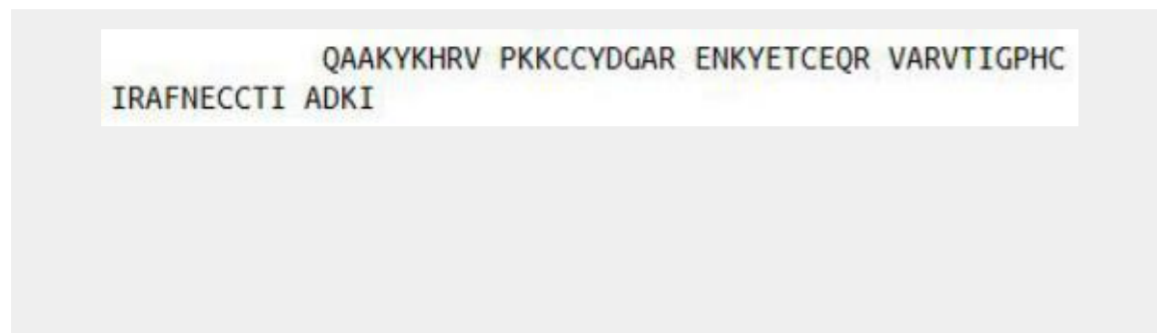 QAAKYKHRV PKKCCYDGAR ENKYETCEQR VARVTIGPHC
IRAFNECCTI ADKI